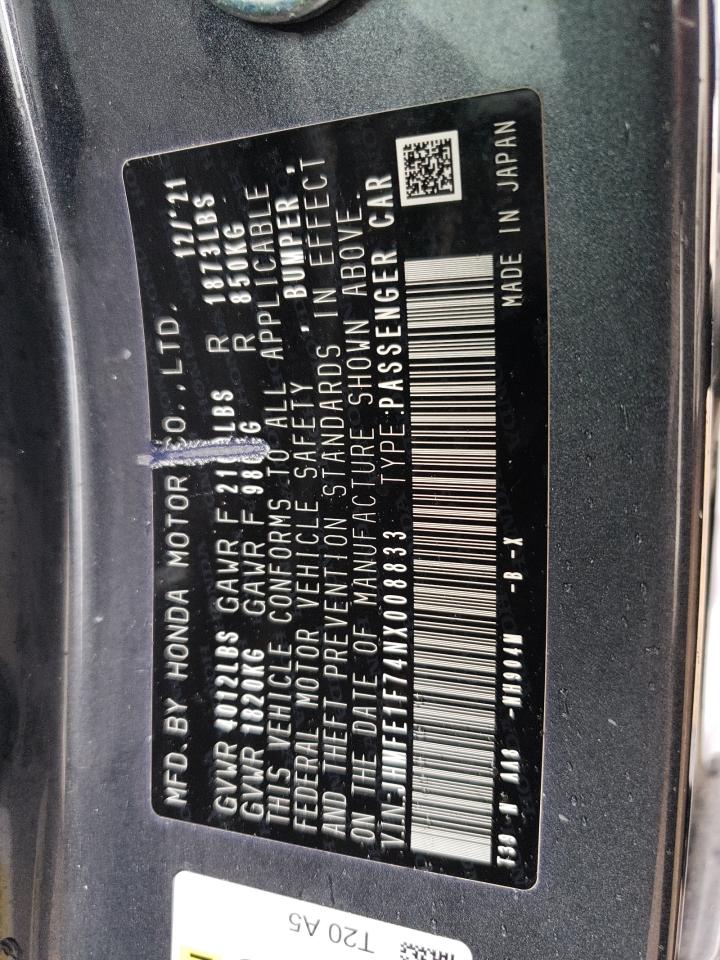 MFD. BY HONDA MOTOR CO., LTD. 12/'21
GVWR 4012LBS GAWR F LBS R 1873LBS
GVWR 1820KG GAWR F R 850KG
THIS VEHICLE CONFORMS TO ALL APPLICABLE
FEDERAL MOTOR VEHICLE SAFETY , BUMPER ,
AND THEFT PREVENTION STANDARDS IN EFFECT
ON THE DATE OF MANUFACTURE SHOWN ABOVE.
V.I.N:JHMFE1F74NX008833 TYPE:PASSENGER CAR
AAB -NH904M -B -X MADE IN JAPAN
T20 A5